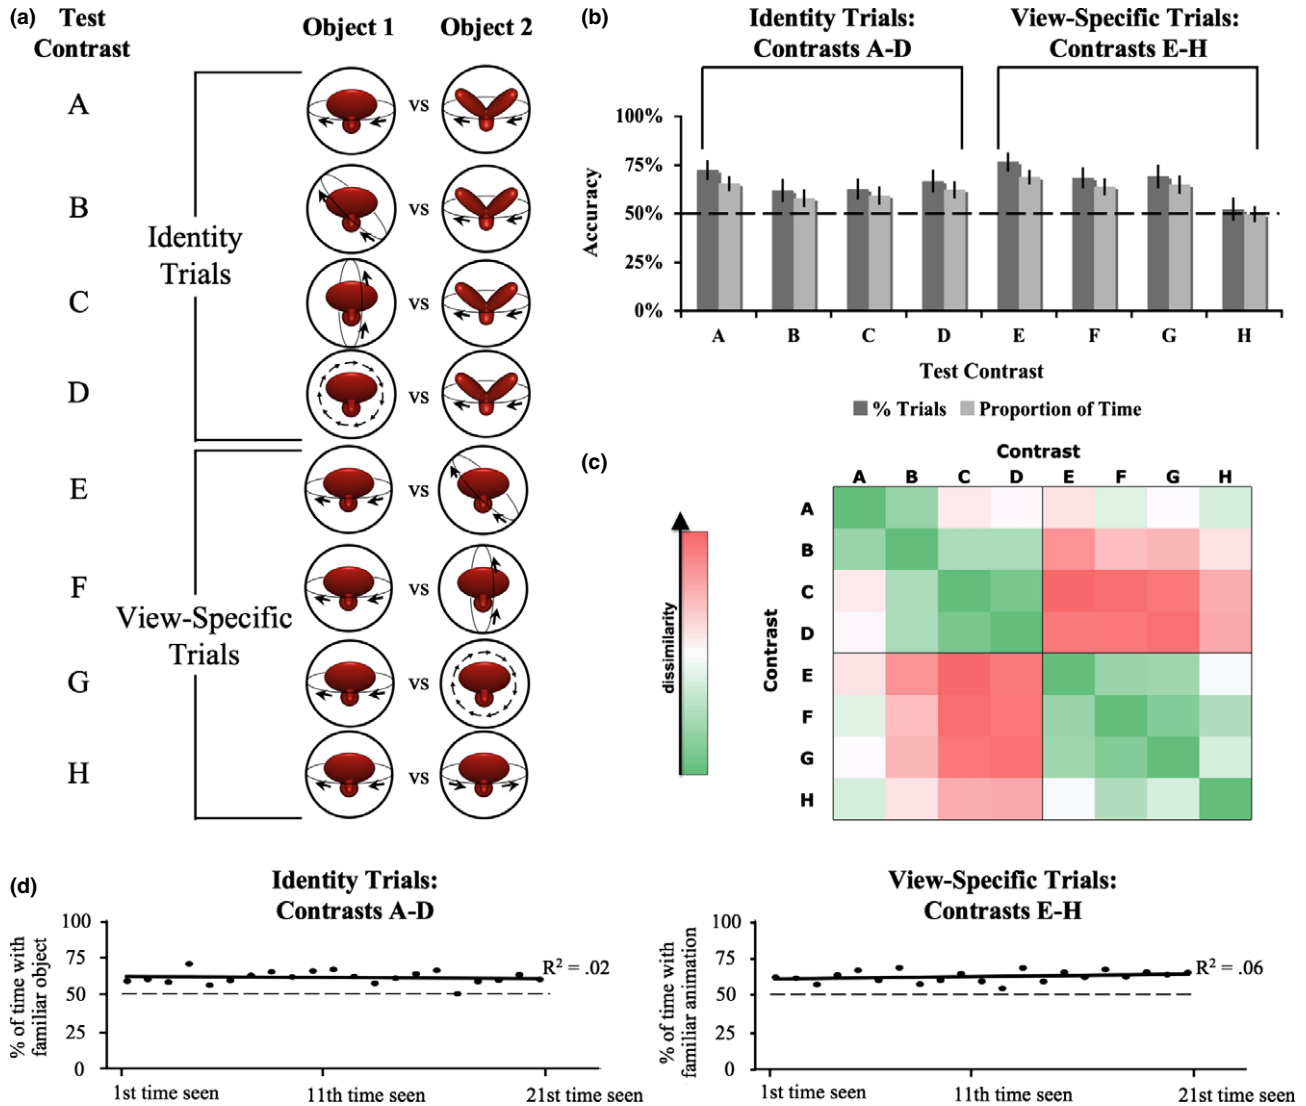 (a)
Test
Contrast
Object 1
Object 2
A
vs
B
vs
C
vs
D
vs
E
vs
F
vs
G
vs
H
vs
Identity
Trials
View-Specific
Trials
(b)
Identity Trials:
Contrasts A-D
View-Specific Trials:
Contrasts E-H
Accuracy
100%
75%
50%
25%
0%
A B C D E F G H
Test Contrast
% Trials Proportion of Time
(c)
Contrast
A B C D E F G H
dissimilarity
Contrast
A
B
C
D
E
F
G
H
(d)
Identity Trials:
Contrasts A-D
% of time with
familiar object
100
75
50
25
0
R² = .02
1st time seen 11th time seen 21st time seen
View-Specific Trials:
Contrasts E-H
% of time with
familiar animation
100
75
50
25
0
R² = .06
1st time seen 11th time seen 21st time seen